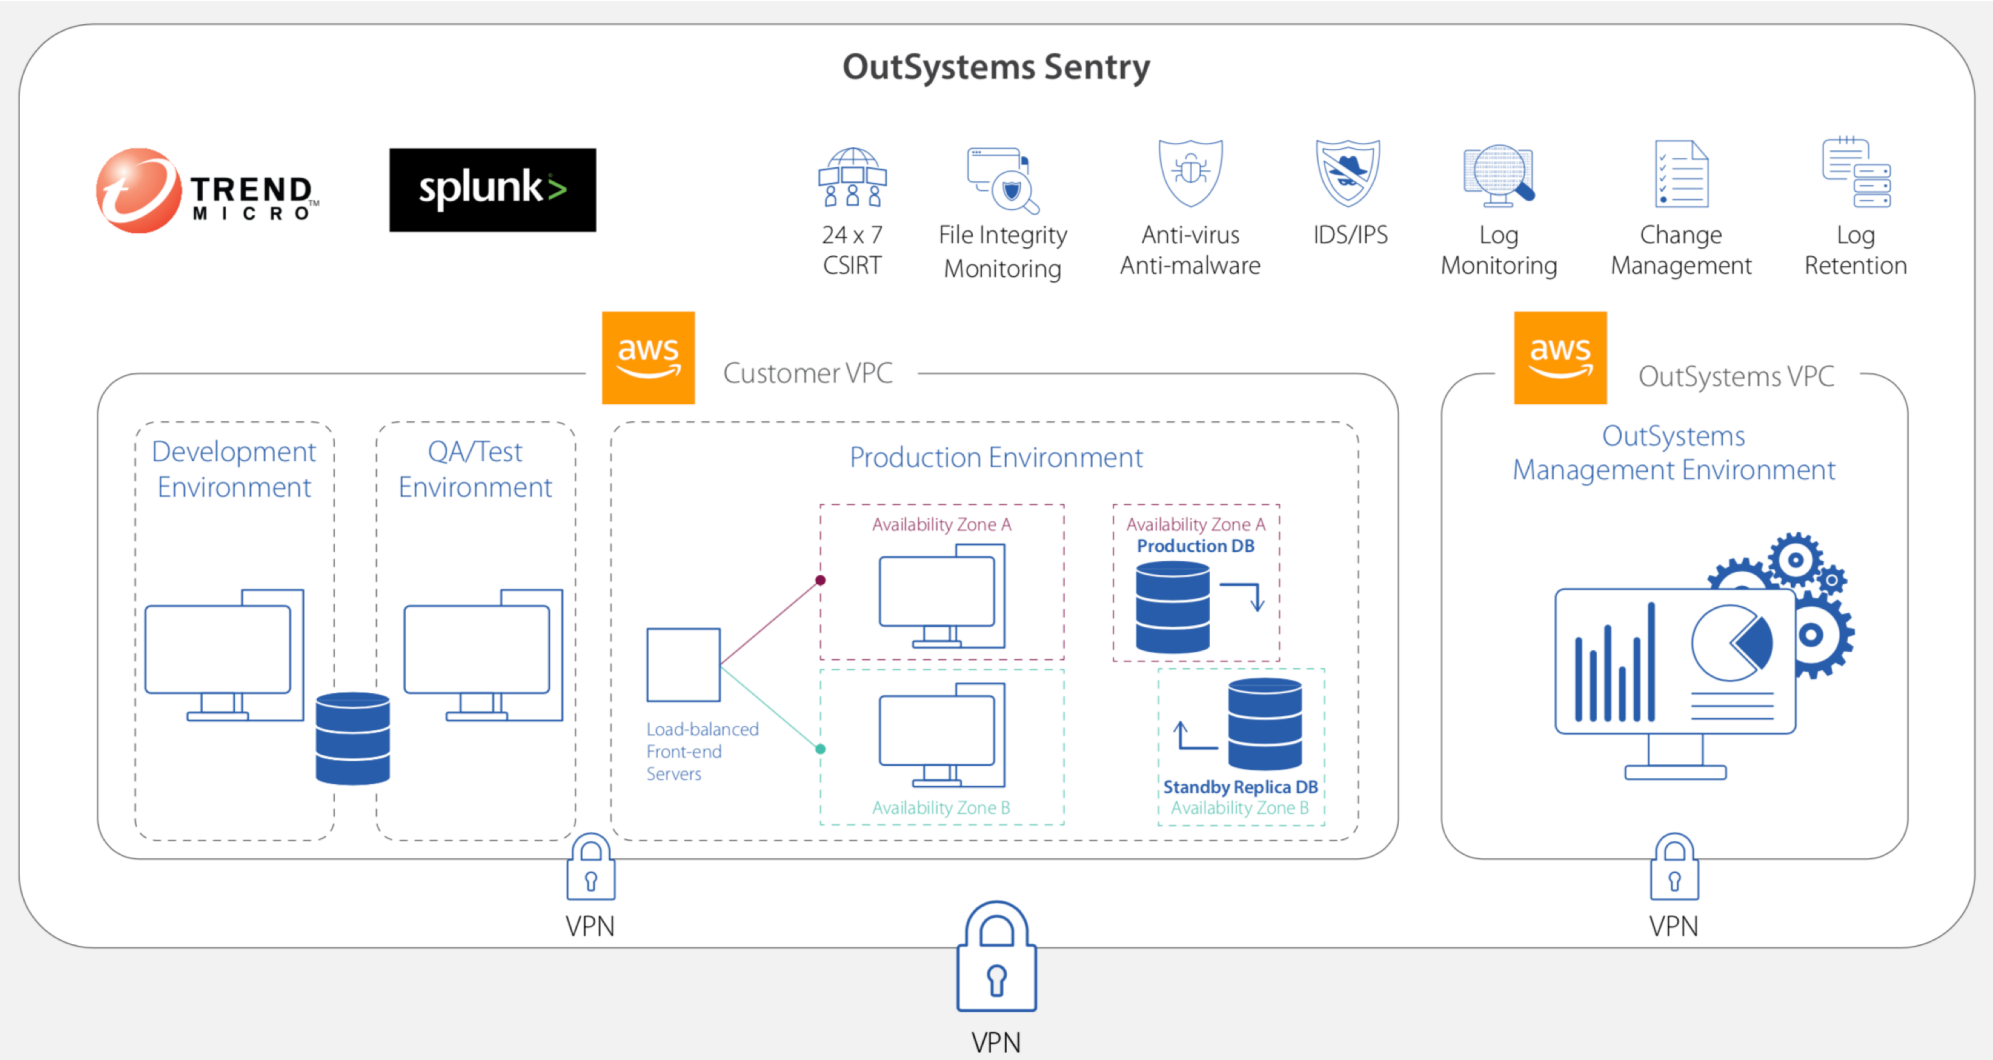 OutSystems Sentry
TREND
MICRO™
splunk>
24 x 7
CSIRT
File Integrity
Monitoring
Anti-virus
Anti-malware
IDS/IPS
Log
Monitoring
Change
Management
Log
Retention
aws
Customer VPC
Development
Environment
QA/Test
Environment
Production Environment
Load-balanced
Front-end
Servers
Availability Zone A
Availability Zone B
Availability Zone A
Production DB
Standby Replica DB
Availability Zone B
VPN
aws
OutSystems VPC
OutSystems
Management Environment
VPN
VPN